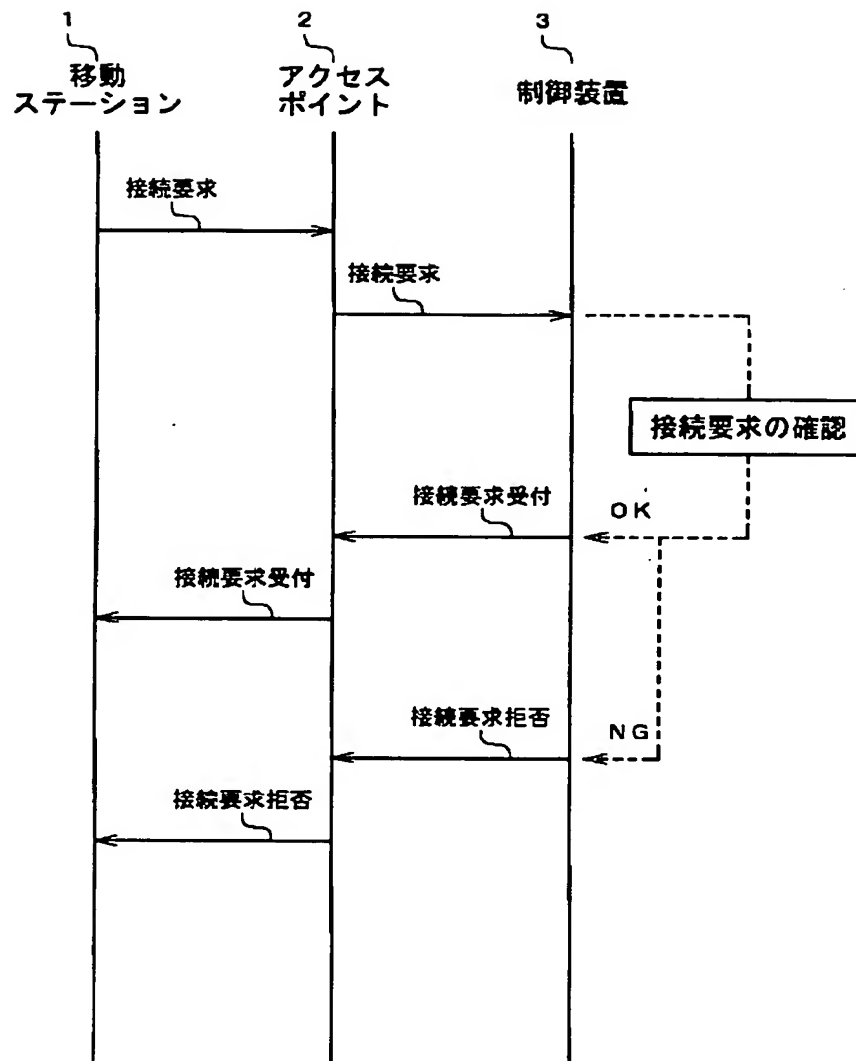 1
移動
ステーション
2
アクセス
ポイント
3
制御装置
接続要求
接続要求
接続要求の確認
接続要求受付
OK
接続要求受付
接続要求拒否
NG
接続要求拒否